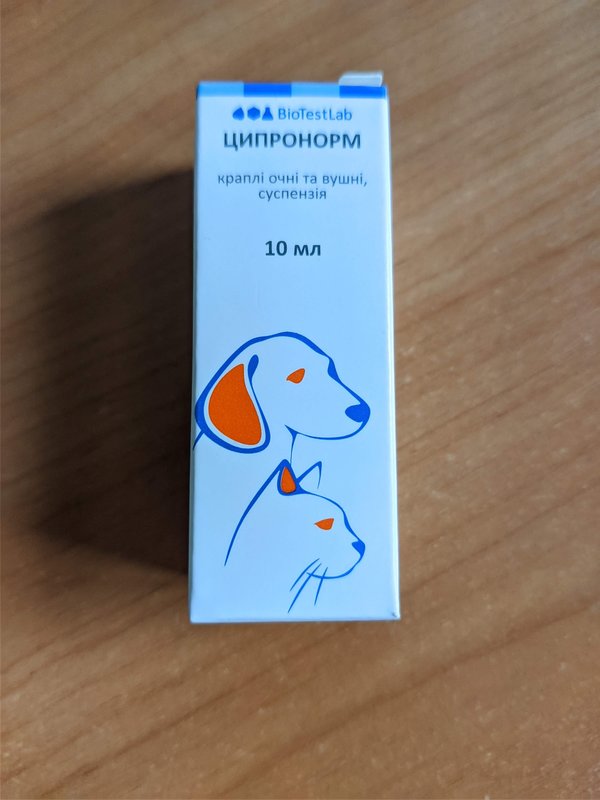 BioTestLab
ЦИПРОНОРМ
краплі очні та вушні,
суспензія
10 мл